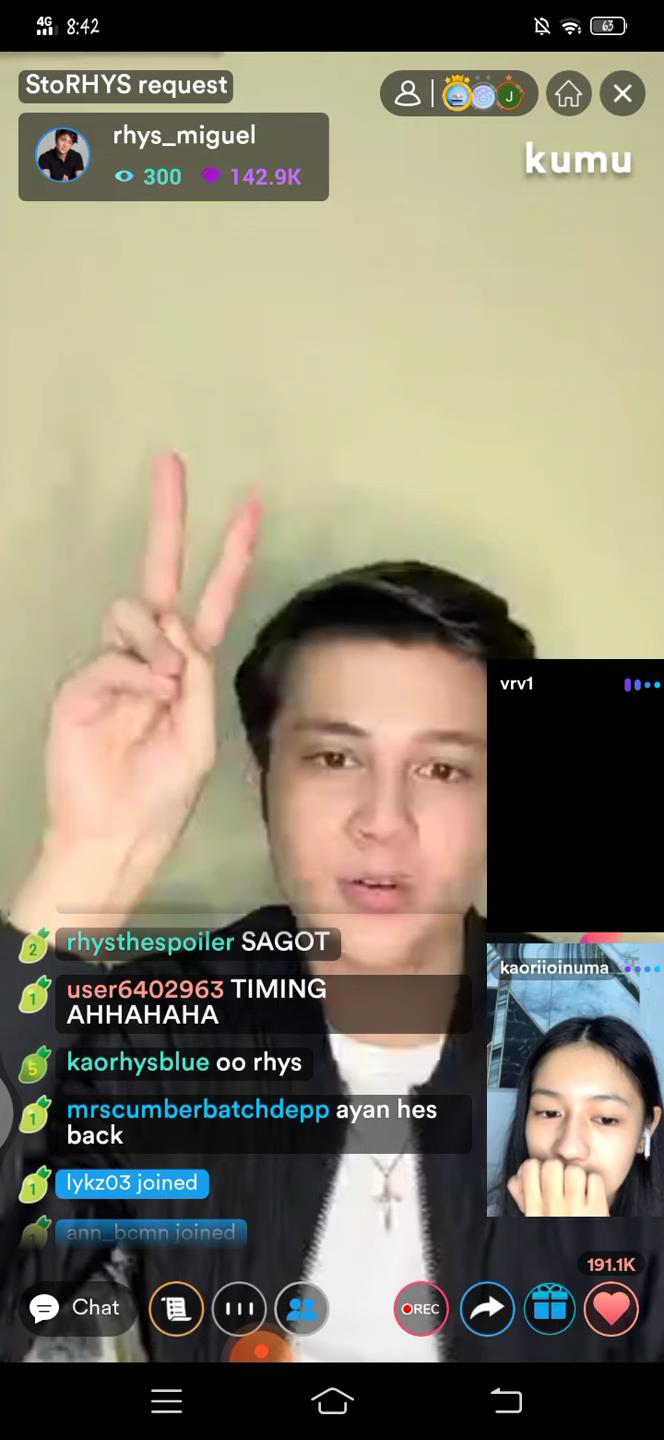 4G 8:42 63
StoRHYS request
J
rhys_miguel
300 142.9K
kumu
vrv1
2 rhysthespoiler SAGOT
kaoriioinuma
1 user6402963 TIMING
AHHAHAHA
5 kaorhysblue oo rhys
1 mrscumberbatchdepp ayan hes
back
1 lykz03 joined
1 ann_bcmn joined
191.1K
Chat
REC